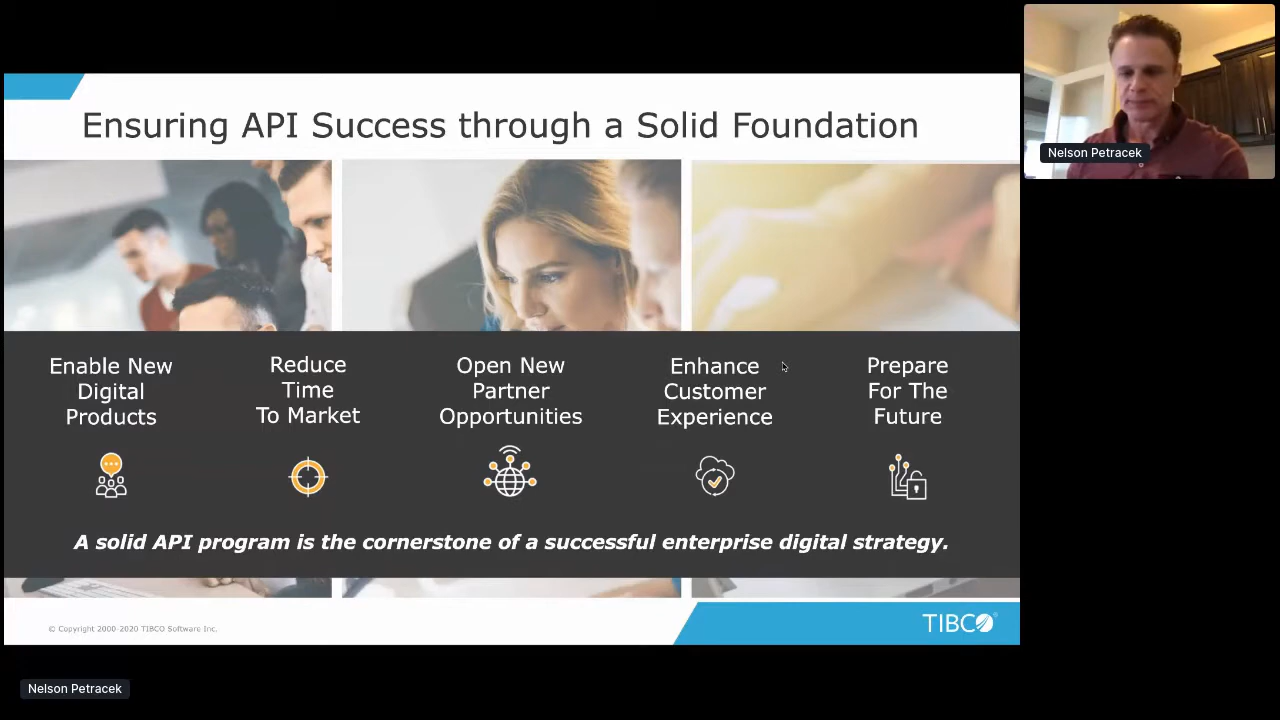 Ensuring API Success through a Solid Foundation
Nelson Petracek
Enable New
Digital
Products
Reduce
Time
To Market
Open New
Partner
Opportunities
Enhance
Customer
Experience
Prepare
For The
Future
A solid API program is the cornerstone of a successful enterprise digital strategy.
© Copyright 2000-2020 TIBCO Software Inc.
TIBCO®
Nelson Petracek